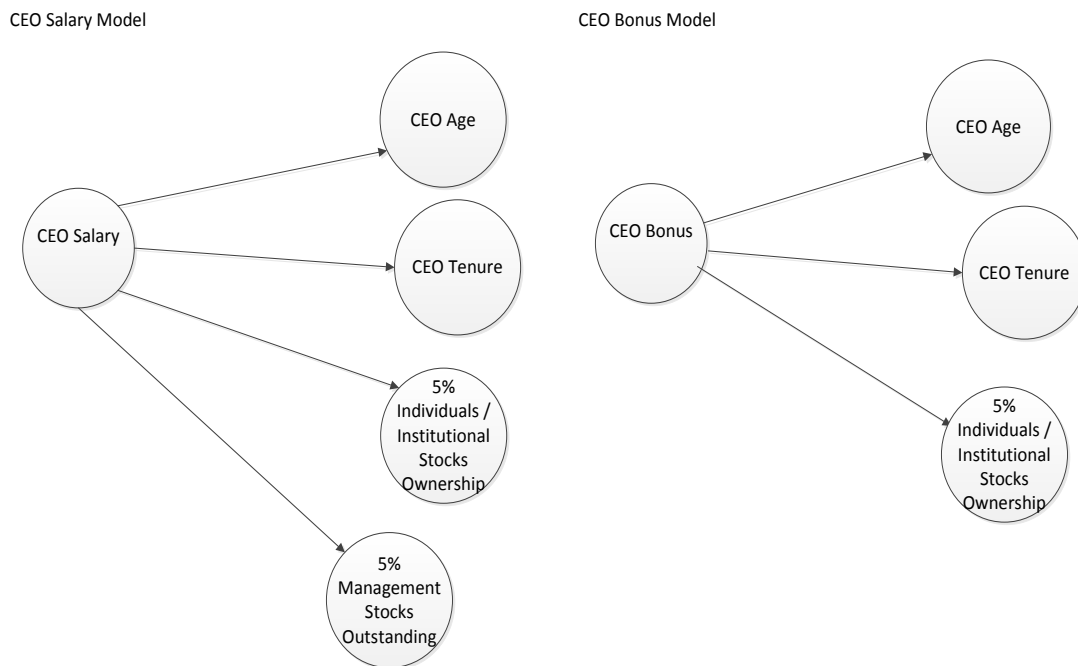 CEO Salary Model
CEO Age
CEO Salary
CEO Tenure
5%
Individuals /
Institutional
Stocks
Ownership
5%
Management
Stocks
Outstanding
CEO Bonus Model
CEO Age
CEO Bonus
CEO Tenure
5%
Individuals /
Institutional
Stocks
Ownership